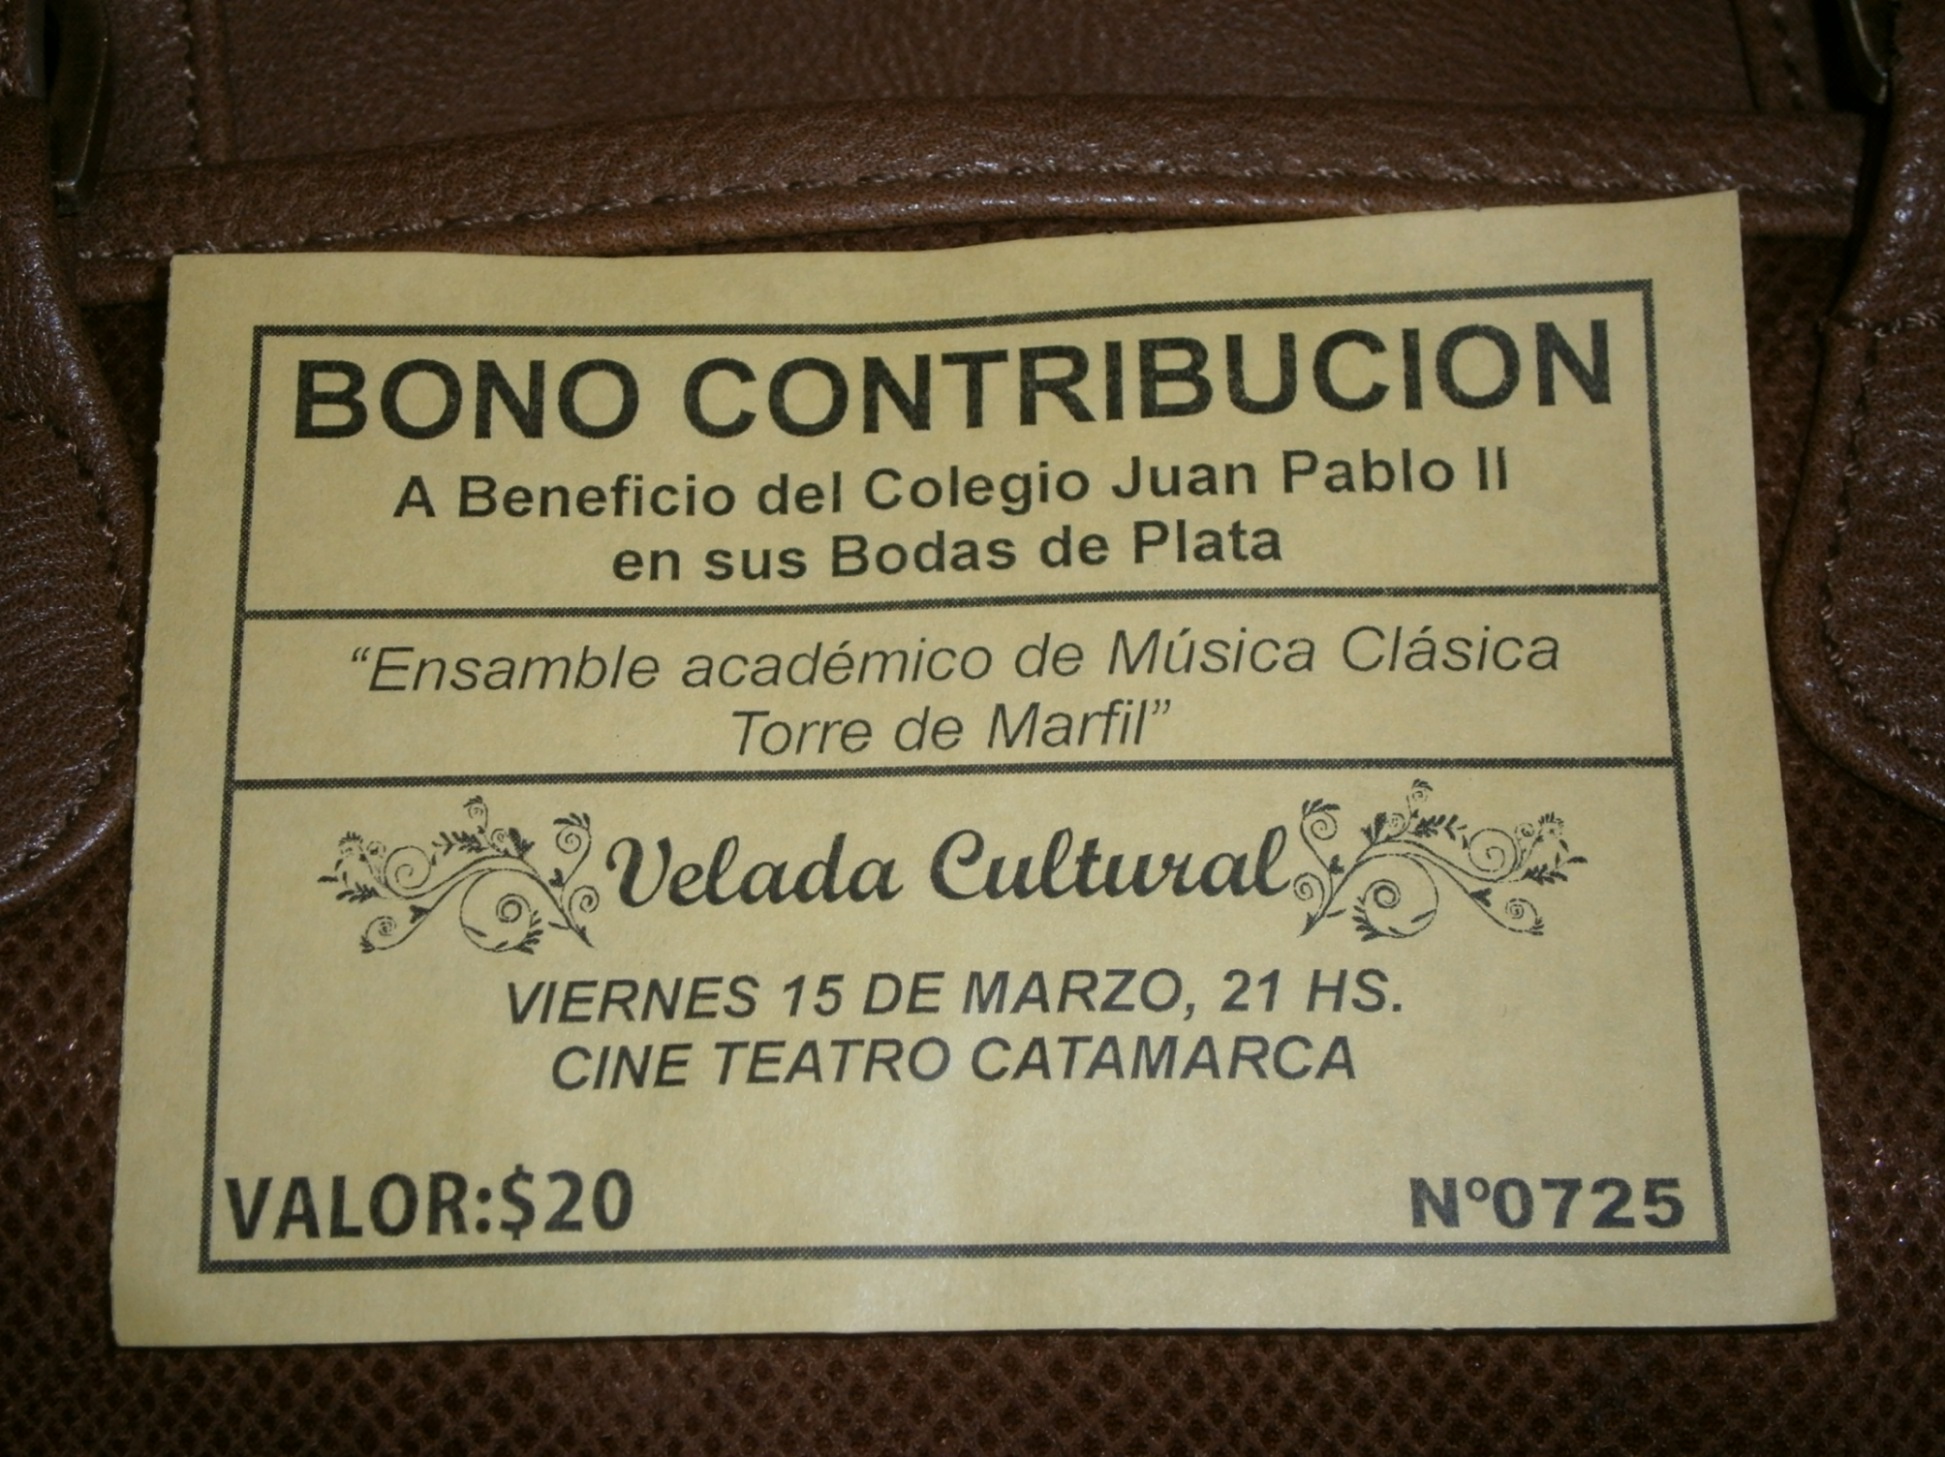 BONO CONTRIBUCION
A Beneficio del Colegio Juan Pablo II
en sus Bodas de Plata
“Ensamble académico de Música Clásica
Torre de Marfil”
Velada Cultural
VIERNES 15 DE MARZO, 21 HS.
CINE TEATRO CATAMARCA
VALOR:$20
Nº0725